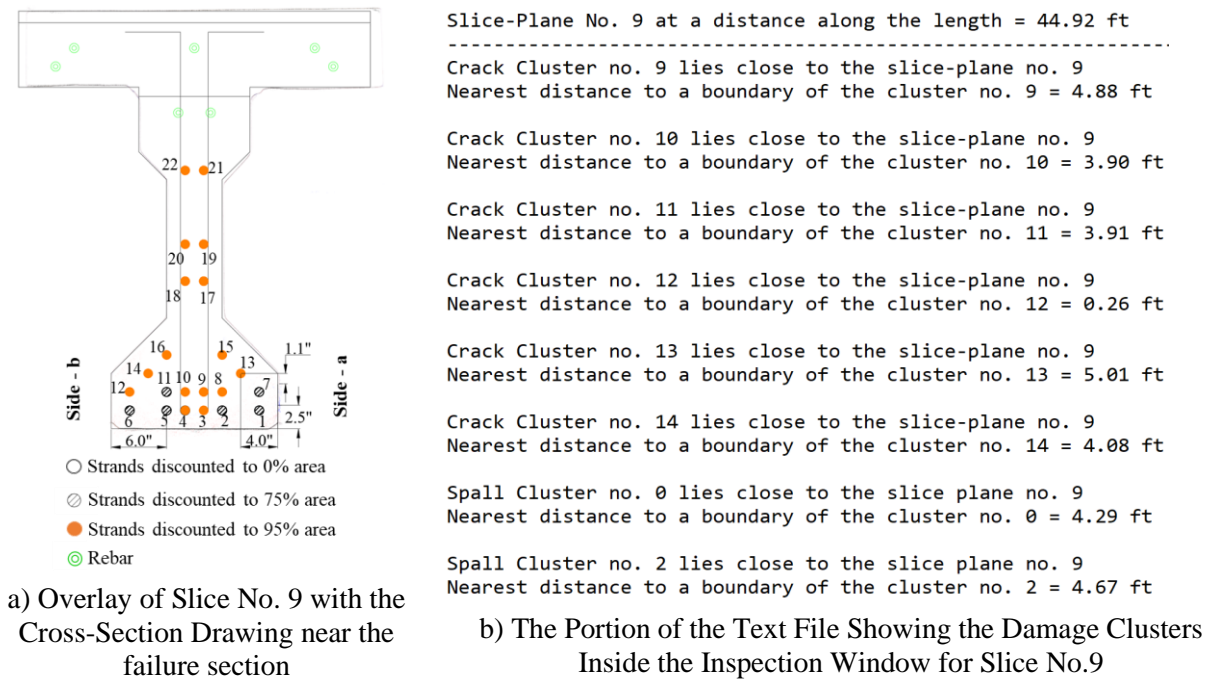 22
21
20
19
18
17
16
15
1.1"
14
13
12
11 10 9 8
7
Side - b
Side - a
6 5 4 3 2 1
2.5"
6.0"
4.0"
Strands discounted to 0% area
Strands discounted to 75% area
Strands discounted to 95% area
Rebar
a) Overlay of Slice No. 9 with the
Cross-Section Drawing near the
failure section
Slice-Plane No. 9 at a distance along the length = 44.92 ft
--------------------------------------------------------------
Crack Cluster no. 9 lies close to the slice-plane no. 9
Nearest distance to a boundary of the cluster no. 9 = 4.88 ft
Crack Cluster no. 10 lies close to the slice-plane no. 9
Nearest distance to a boundary of the cluster no. 10 = 3.90 ft
Crack Cluster no. 11 lies close to the slice-plane no. 9
Nearest distance to a boundary of the cluster no. 11 = 3.91 ft
Crack Cluster no. 12 lies close to the slice-plane no. 9
Nearest distance to a boundary of the cluster no. 12 = 0.26 ft
Crack Cluster no. 13 lies close to the slice-plane no. 9
Nearest distance to a boundary of the cluster no. 13 = 5.01 ft
Crack Cluster no. 14 lies close to the slice-plane no. 9
Nearest distance to a boundary of the cluster no. 14 = 4.08 ft
Spall Cluster no. 0 lies close to the slice plane no. 9
Nearest distance to a boundary of the cluster no. 0 = 4.29 ft
Spall Cluster no. 2 lies close to the slice plane no. 9
Nearest distance to a boundary of the cluster no. 2 = 4.67 ft
b) The Portion of the Text File Showing the Damage Clusters
Inside the Inspection Window for Slice No.9